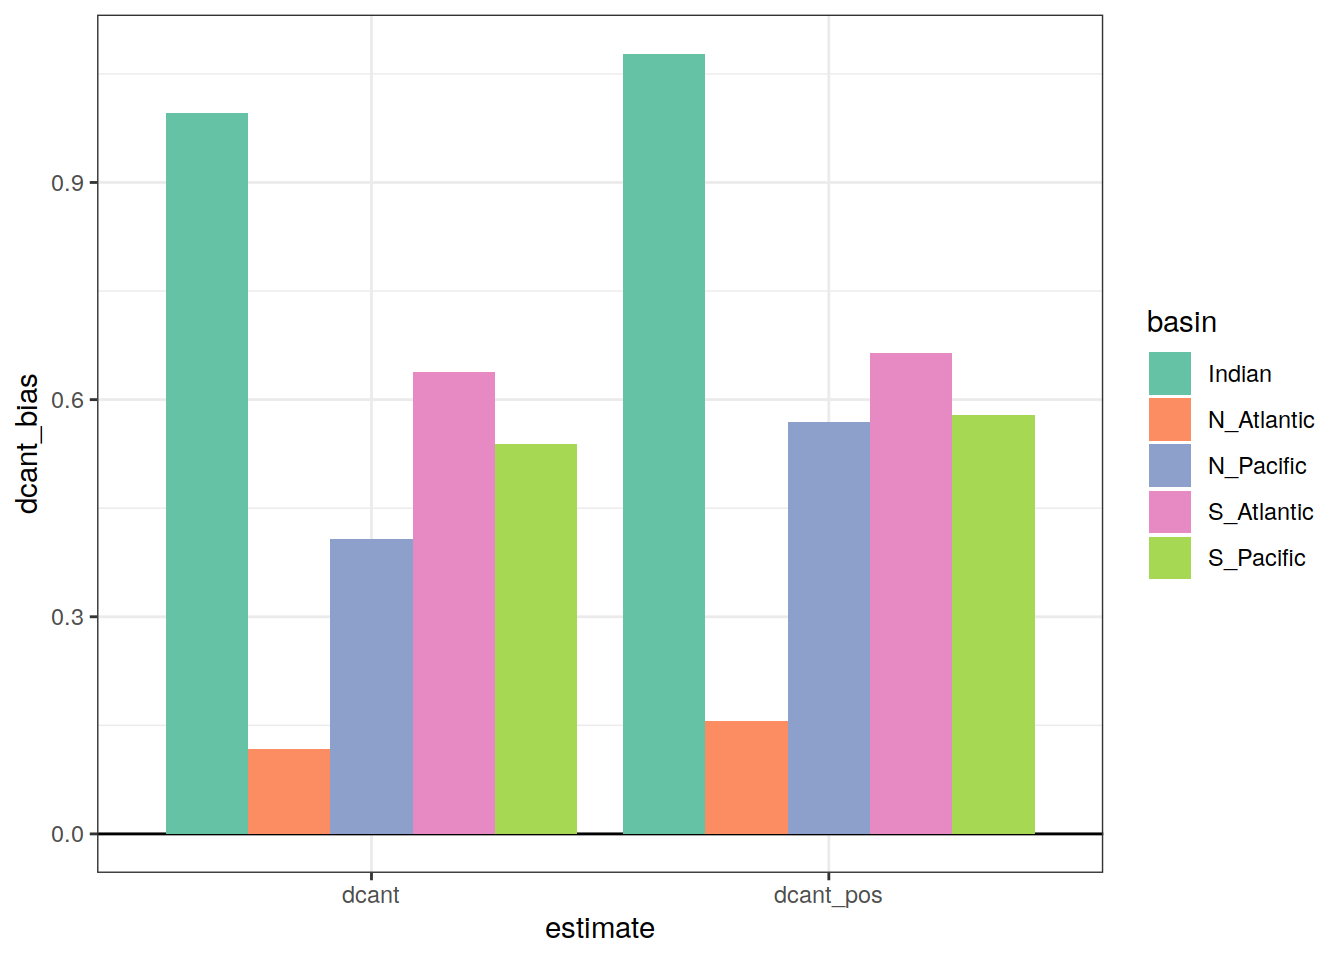 dcant_bias
0.9
0.6
0.3
0.0
dcant
dcant_pos
estimate
basin
Indian
N_Atlantic
N_Pacific
S_Atlantic
S_Pacific